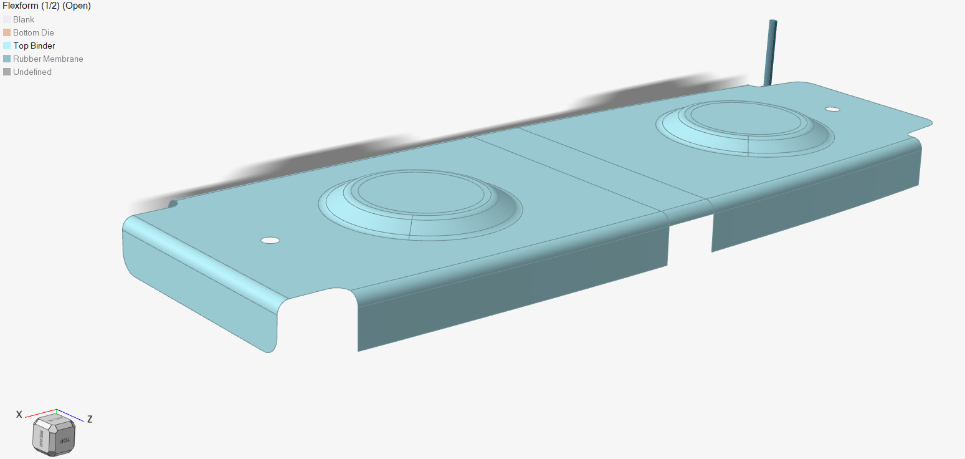 Flexform (1/2) (Open)
Blank
Bottom Die
Top Binder
Rubber Membrane
Undefined
X
Z